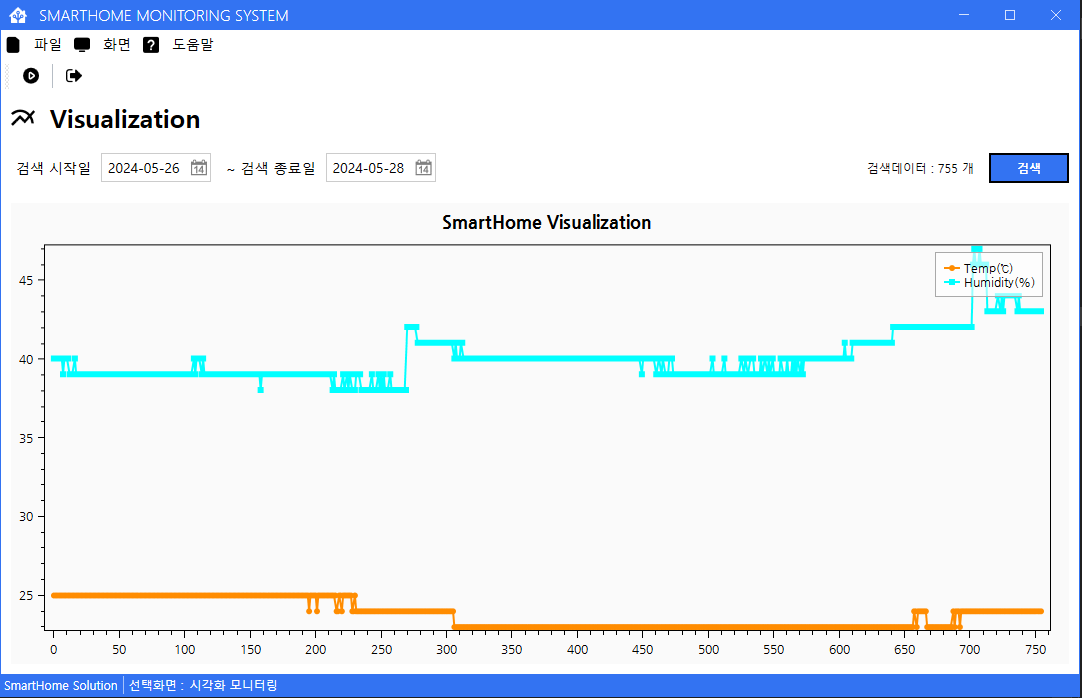 SMARTHOME MONITORING SYSTEM
파일 화면 ? 도움말
Visualization
검색 시작일 2024-05-26 14 ~ 검색 종료일 2024-05-28 14 검색데이터 : 755 개 검색
SmartHome Visualization
Temp(℃)
Humidity(%)
45
40
35
30
25
0 50 100 150 200 250 300 350 400 450 500 550 600 650 700 750
SmartHome Solution 선택화면 : 시각화 모니터링